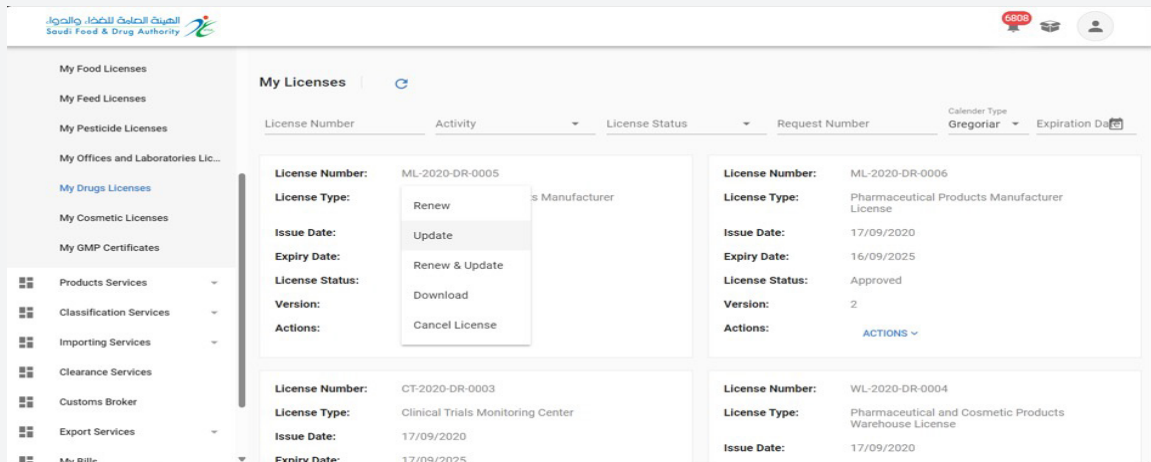 الهيئة العامة للغذاء والدواء
Saudi Food & Drug Authority
6808
My Food Licenses
My Feed Licenses
My Pesticide Licenses
My Offices and Laboratories Lic...
My Drugs Licenses
My Cosmetic Licenses
My GMP Certificates
Products Services
Classification Services
Importing Services
Clearance Services
Customs Broker
Export Services
My Bills
My Licenses
License Number
Activity
License Status
Request Number
Calender Type
Gregoriar
Expiration Date
License Number: ML-2020-DR-0005
License Type: s Manufacturer
Issue Date:
Expiry Date:
License Status:
Version:
Actions:
Renew
Update
Renew & Update
Download
Cancel License
License Number: ML-2020-DR-0006
License Type: Pharmaceutical Products Manufacturer
License
Issue Date: 17/09/2020
Expiry Date: 16/09/2025
License Status: Approved
Version: 2
Actions: ACTIONS
License Number: CT-2020-DR-0003
License Type: Clinical Trials Monitoring Center
Issue Date: 17/09/2020
Expiry Date: 17/09/2025
License Number: WL-2020-DR-0004
License Type: Pharmaceutical and Cosmetic Products
Warehouse License
Issue Date: 17/09/2020